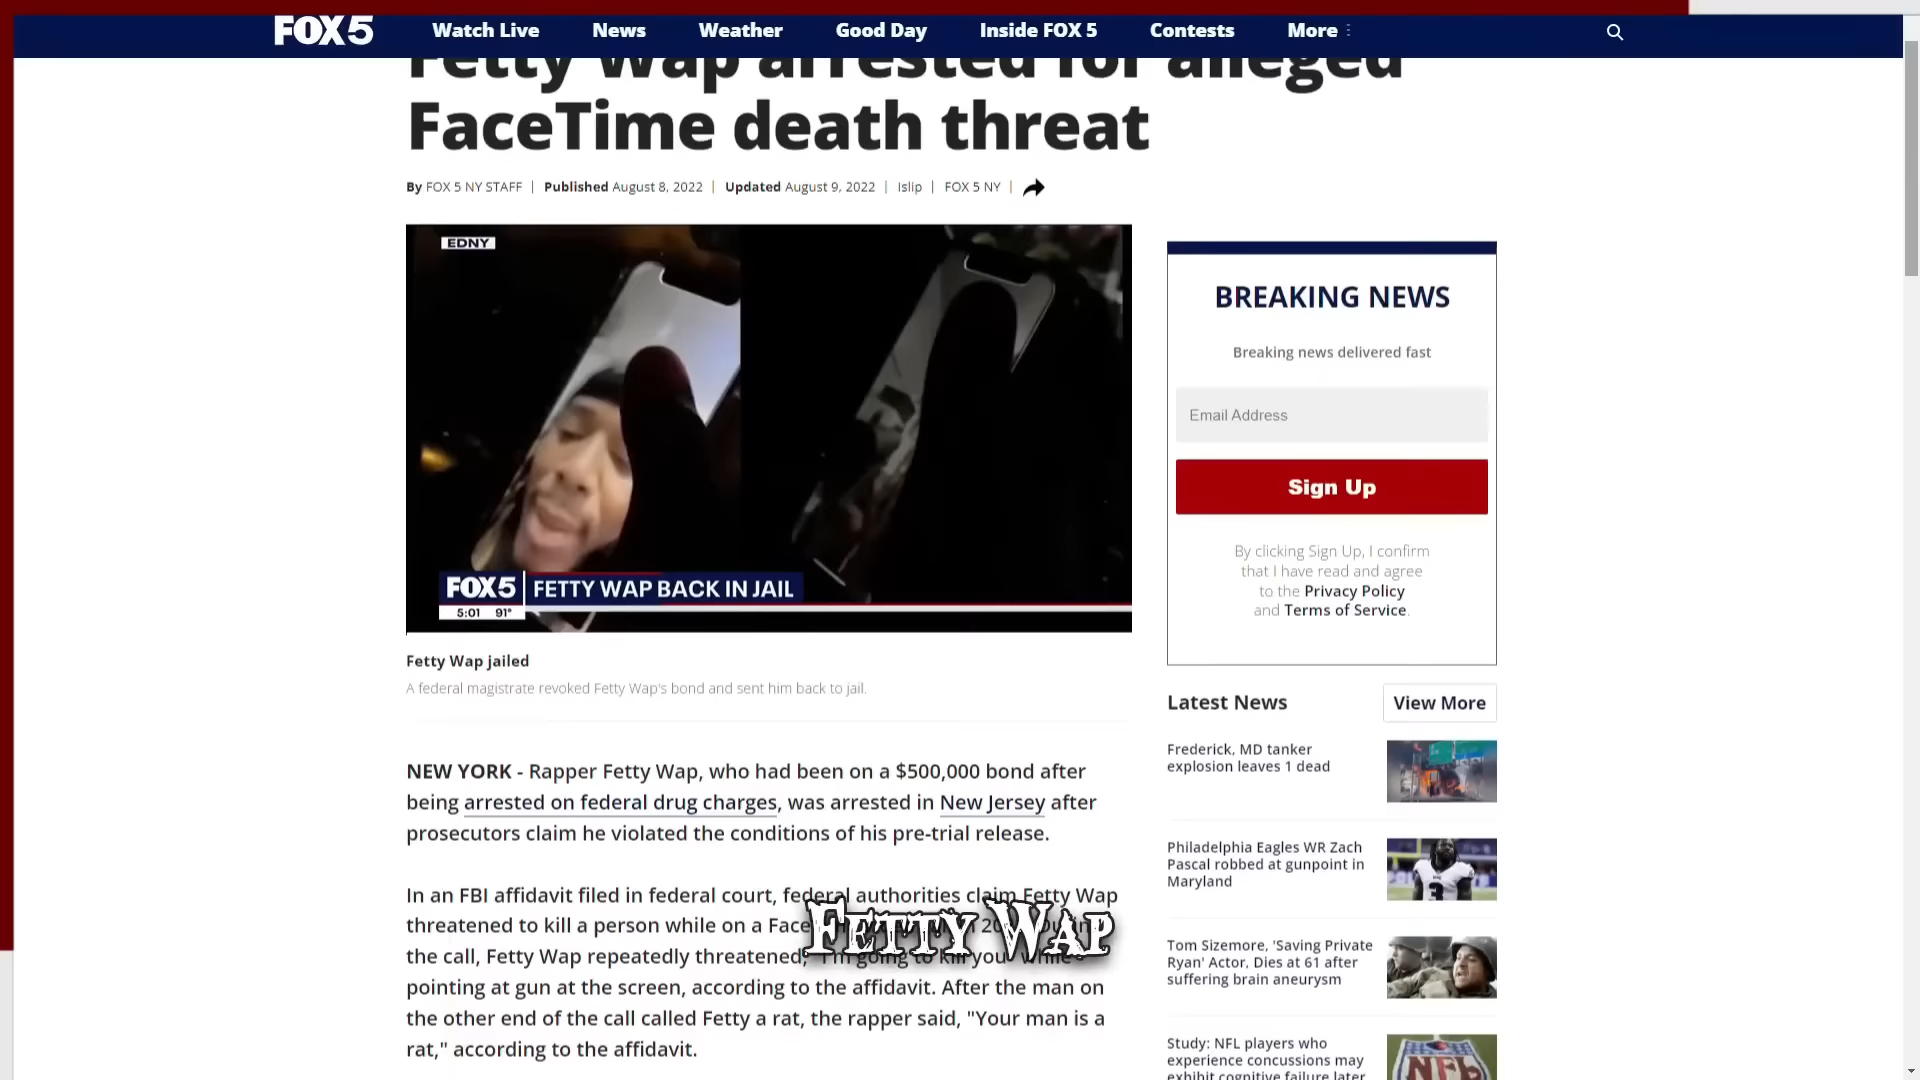 FOX5
Watch Live
News
Weather
Good Day
Inside FOX 5
Contests
More
Fetty Wap arrested for alleged
FaceTime death threat
By FOX 5 NY STAFF | Published August 8, 2022 | Updated August 9, 2022 | Islip | FOX 5 NY |
EDNY
FOX5 FETTY WAP BACK IN JAIL
5:01 91°
Fetty Wap jailed
A federal magistrate revoked Fetty Wap's bond and sent him back to jail.
NEW YORK - Rapper Fetty Wap, who had been on a $500,000 bond after
being arrested on federal drug charges, was arrested in New Jersey after
prosecutors claim he violated the conditions of his pre-trial release.
In an FBI affidavit filed in federal court, federal authorities claim Fetty Wap
threatened to kill a person while on a Face
the call, Fetty Wap repeatedly threatened, "I'm going to kill you" while
pointing at gun at the screen, according to the affidavit. After the man on
the other end of the call called Fetty a rat, the rapper said, "Your man is a
rat," according to the affidavit.
Fetty Wap
BREAKING NEWS
Breaking news delivered fast
Email Address
Sign Up
By clicking Sign Up, I confirm
that I have read and agree
to the Privacy Policy
and Terms of Service.
Latest News
View More
Frederick, MD tanker
explosion leaves 1 dead
Philadelphia Eagles WR Zach
Pascal robbed at gunpoint in
Maryland
3
Tom Sizemore, 'Saving Private
Ryan' Actor, Dies at 61 after
suffering brain aneurysm
Study: NFL players who
experience concussions may
exhibit cognitive failure later
NFL